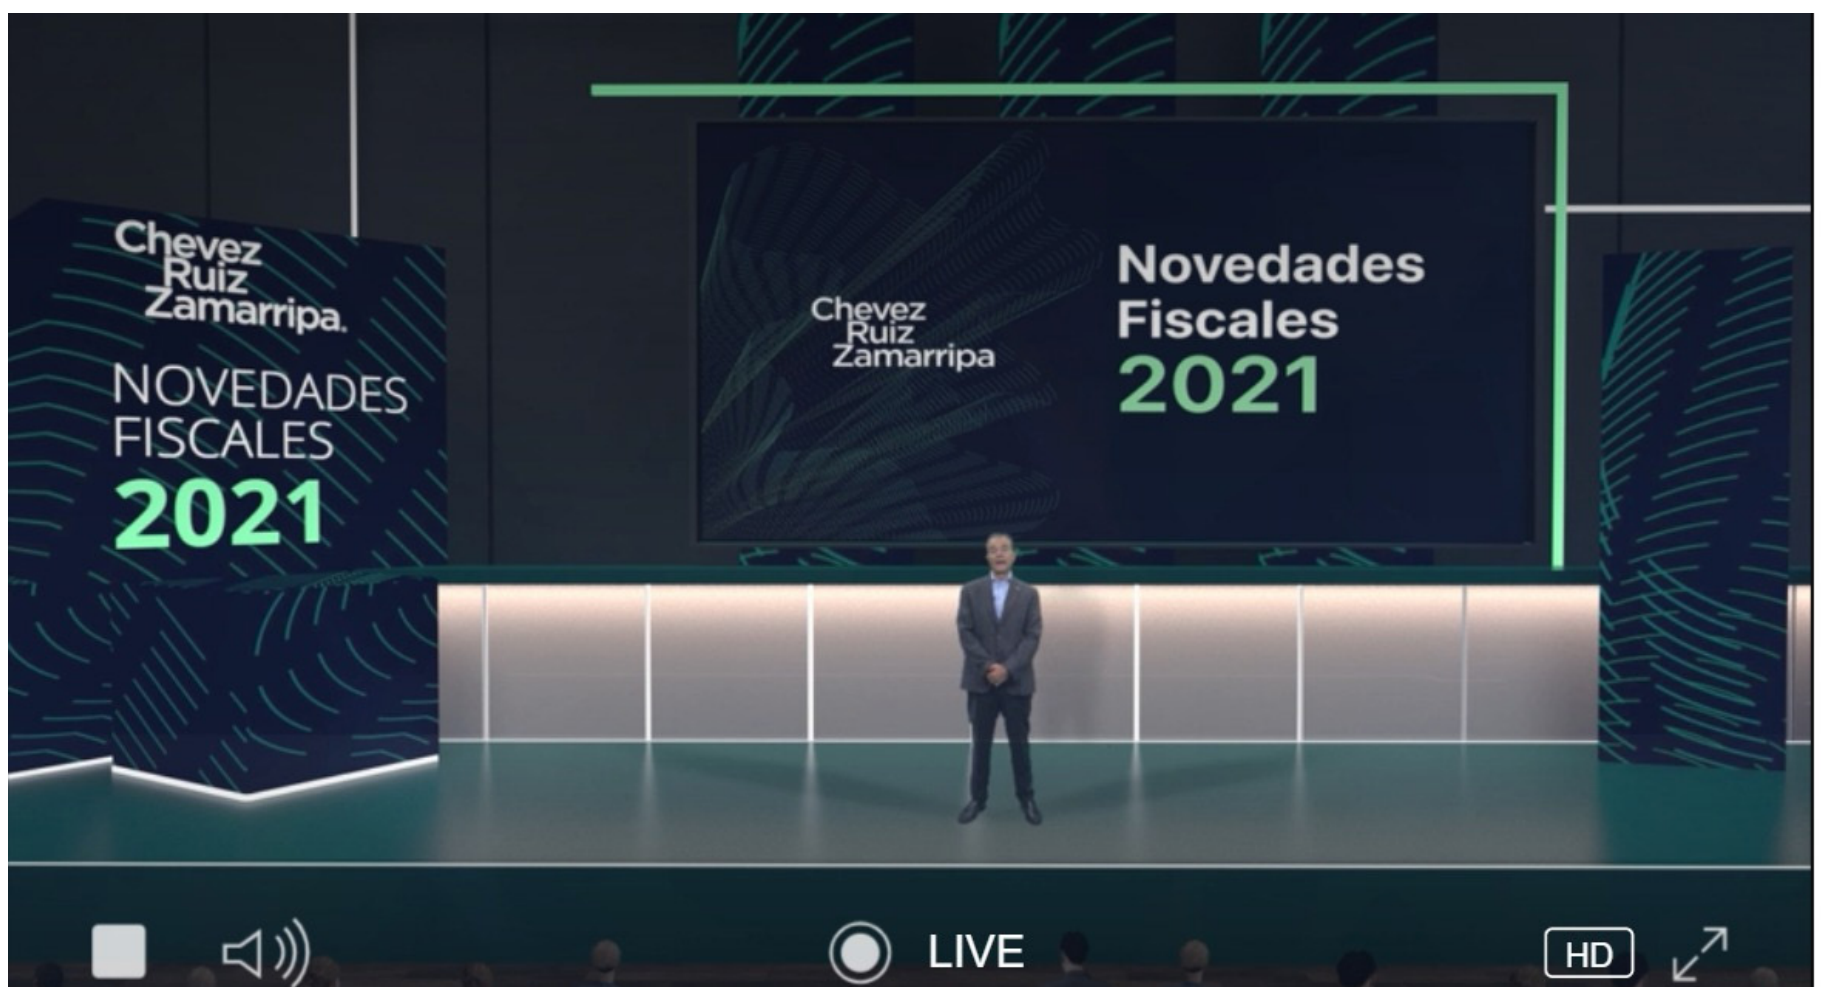 Chevez
Ruiz
Zamarripa.
NOVEDADES
FISCALES
2021
Chevez
Ruiz
Zamarripa
Novedades
Fiscales
2021
LIVE
HD